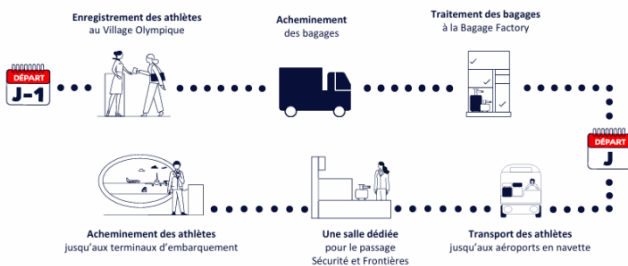 Enregistrement des athlètes
au Village Olympique
Acheminement
des bagages
Traitement des bagages
à la Bagage Factory
DÉPART
J-1
DÉPART
J
Acheminement des athlètes
jusqu'aux terminaux d'embarquement
Une salle dédiée
pour le passage
Sécurité et Frontières
Transport des athlètes
jusqu'aux aéroports en navette